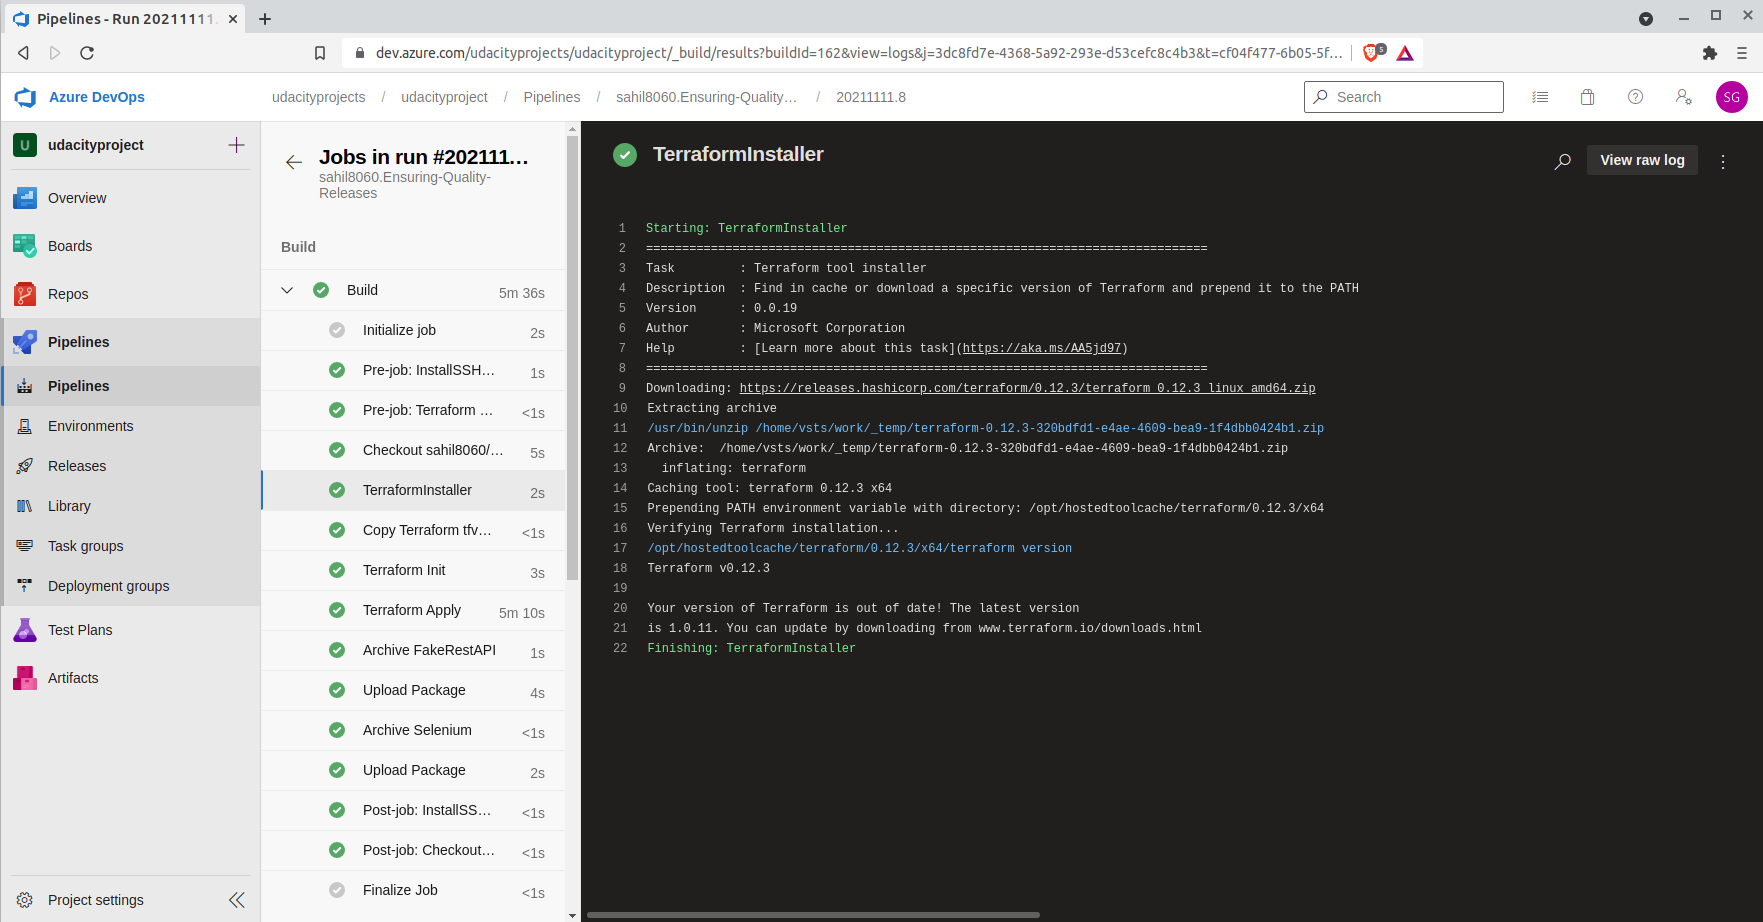 Pipelines - Run 20211111.
dev.azure.com/udacityprojects/udacityproject/_build/results?buildId=162&view=logs&j=3dc8fd7e-4368-5a92-293e-d53cefc8c4b3&t=cf04f477-6b05-5f...
5
Azure DevOps
udacityprojects / udacityproject / Pipelines / sahil8060.Ensuring-Quality... / 20211111.8
Search
SG
U udacityproject
Overview
Boards
Repos
Pipelines
Pipelines
Environments
Releases
Library
Task groups
Deployment groups
Test Plans
Artifacts
Project settings
Jobs in run #202111...
sahil8060.Ensuring-Quality-
Releases
Build
Build 5m 36s
Initialize job 2s
Pre-job: InstallSSH... 1s
Pre-job: Terraform ... <1s
Checkout sahil8060/... 5s
TerraformInstaller 2s
Copy Terraform tfv... <1s
Terraform Init 3s
Terraform Apply 5m 10s
Archive FakeRestAPI 1s
Upload Package 4s
Archive Selenium <1s
Upload Package 2s
Post-job: InstallSS... <1s
Post-job: Checkout... <1s
Finalize Job <1s
TerraformInstaller
View raw log
1 Starting: TerraformInstaller
2 ==============================================================================
3 Task         : Terraform tool installer
4 Description  : Find in cache or download a specific version of Terraform and prepend it to the PATH
5 Version      : 0.0.19
6 Author       : Microsoft Corporation
7 Help         : [Learn more about this task](https://aka.ms/AA5jd97)
8 ==============================================================================
9 Downloading: https://releases.hashicorp.com/terraform/0.12.3/terraform_0.12.3_linux_amd64.zip
10 Extracting archive
11 /usr/bin/unzip /home/vsts/work/_temp/terraform-0.12.3-320bdfd1-e4ae-4609-bea9-1f4dbb0424b1.zip
12 Archive:  /home/vsts/work/_temp/terraform-0.12.3-320bdfd1-e4ae-4609-bea9-1f4dbb0424b1.zip
13   inflating: terraform
14 Caching tool: terraform 0.12.3 x64
15 Prepending PATH environment variable with directory: /opt/hostedtoolcache/terraform/0.12.3/x64
16 Verifying Terraform installation...
17 /opt/hostedtoolcache/terraform/0.12.3/x64/terraform version
18 Terraform v0.12.3
19
20 Your version of Terraform is out of date! The latest version
21 is 1.0.11. You can update by downloading from www.terraform.io/downloads.html
22 Finishing: TerraformInstaller